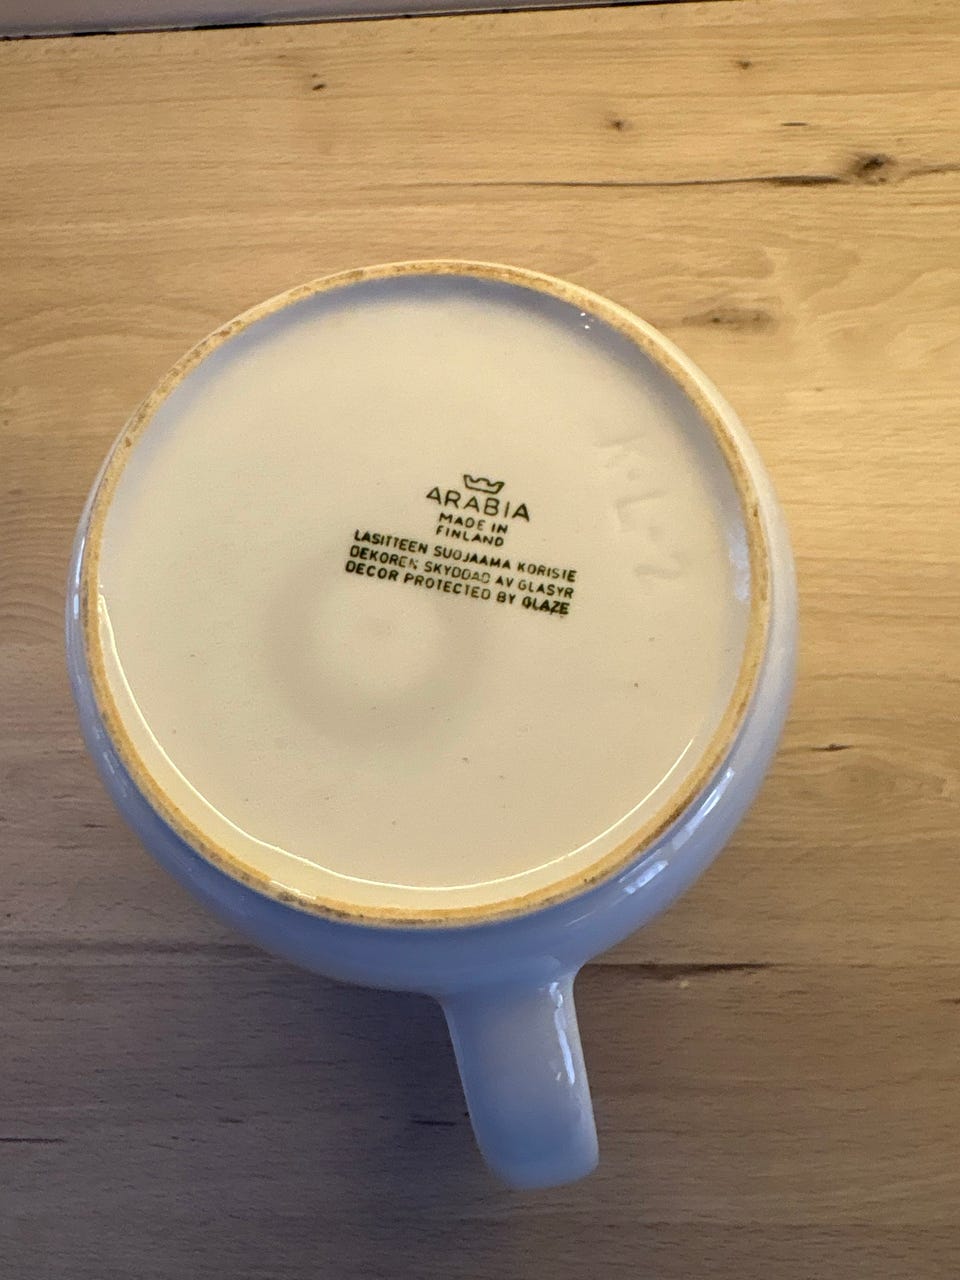 ARABIA
MADE IN
FINLAND
LASITTEEN SUOJAAMA KORISTE
DEKOREN SKYDDAD AV GLASYR
DECOR PROTECTED BY GLAZE